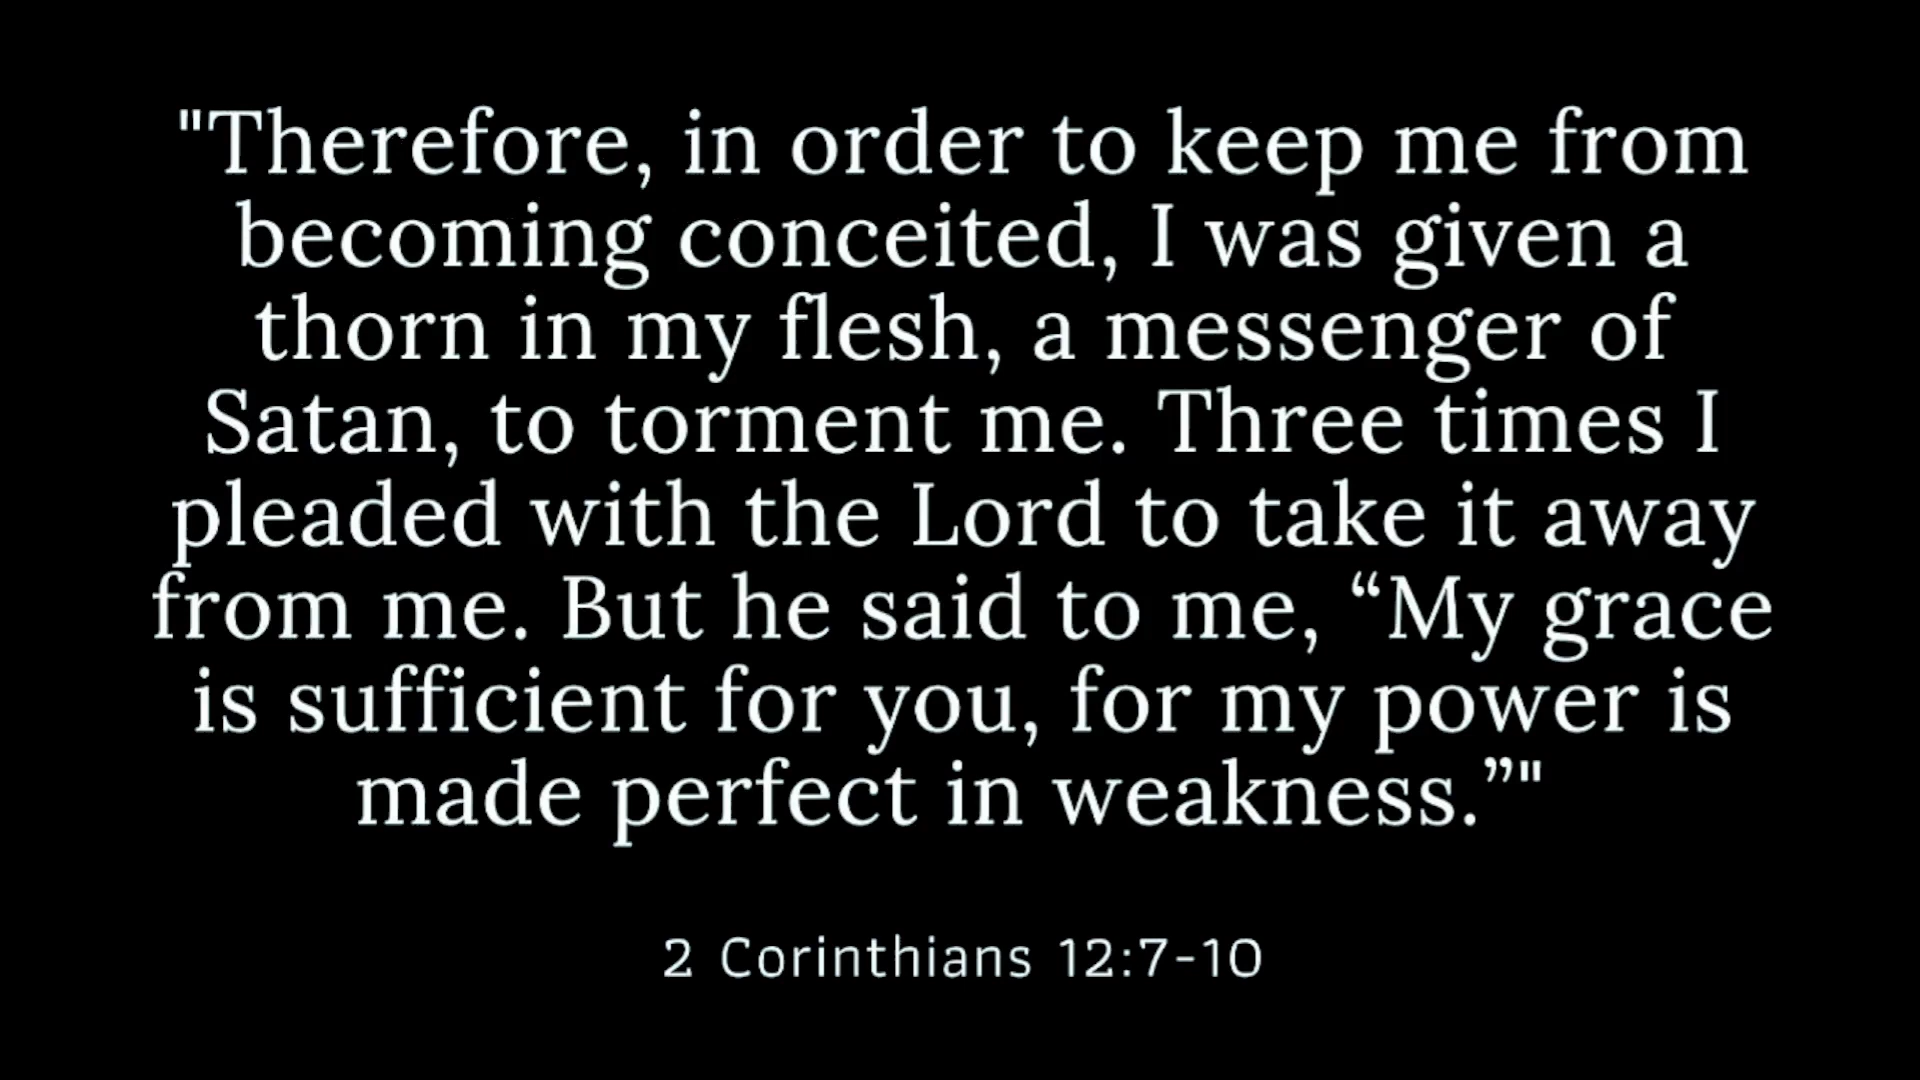 "Therefore, in order to keep me from
becoming conceited, I was given a
thorn in my flesh, a messenger of
Satan, to torment me. Three times I
pleaded with the Lord to take it away
from me. But he said to me, “My grace
is sufficient for you, for my power is
made perfect in weakness.”"
2 Corinthians 12:7-10